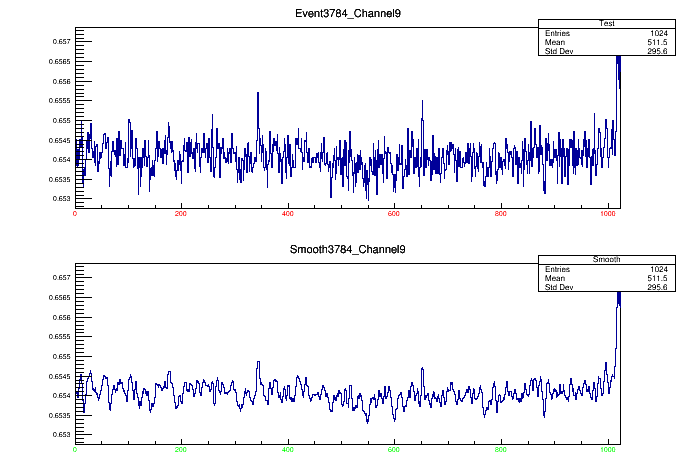 Event3784_Channel9
Test
Entries 1024
Mean 511.5
Std Dev 295.6
0.657
0.6565
0.656
0.6555
0.655
0.6545
0.654
0.6535
0.653
0 200 400 600 800 1000
Smooth3784_Channel9
Smooth
Entries 1024
Mean 511.5
Std Dev 295.6
0.657
0.6565
0.656
0.6555
0.655
0.6545
0.654
0.6535
0.653
0 200 400 600 800 1000